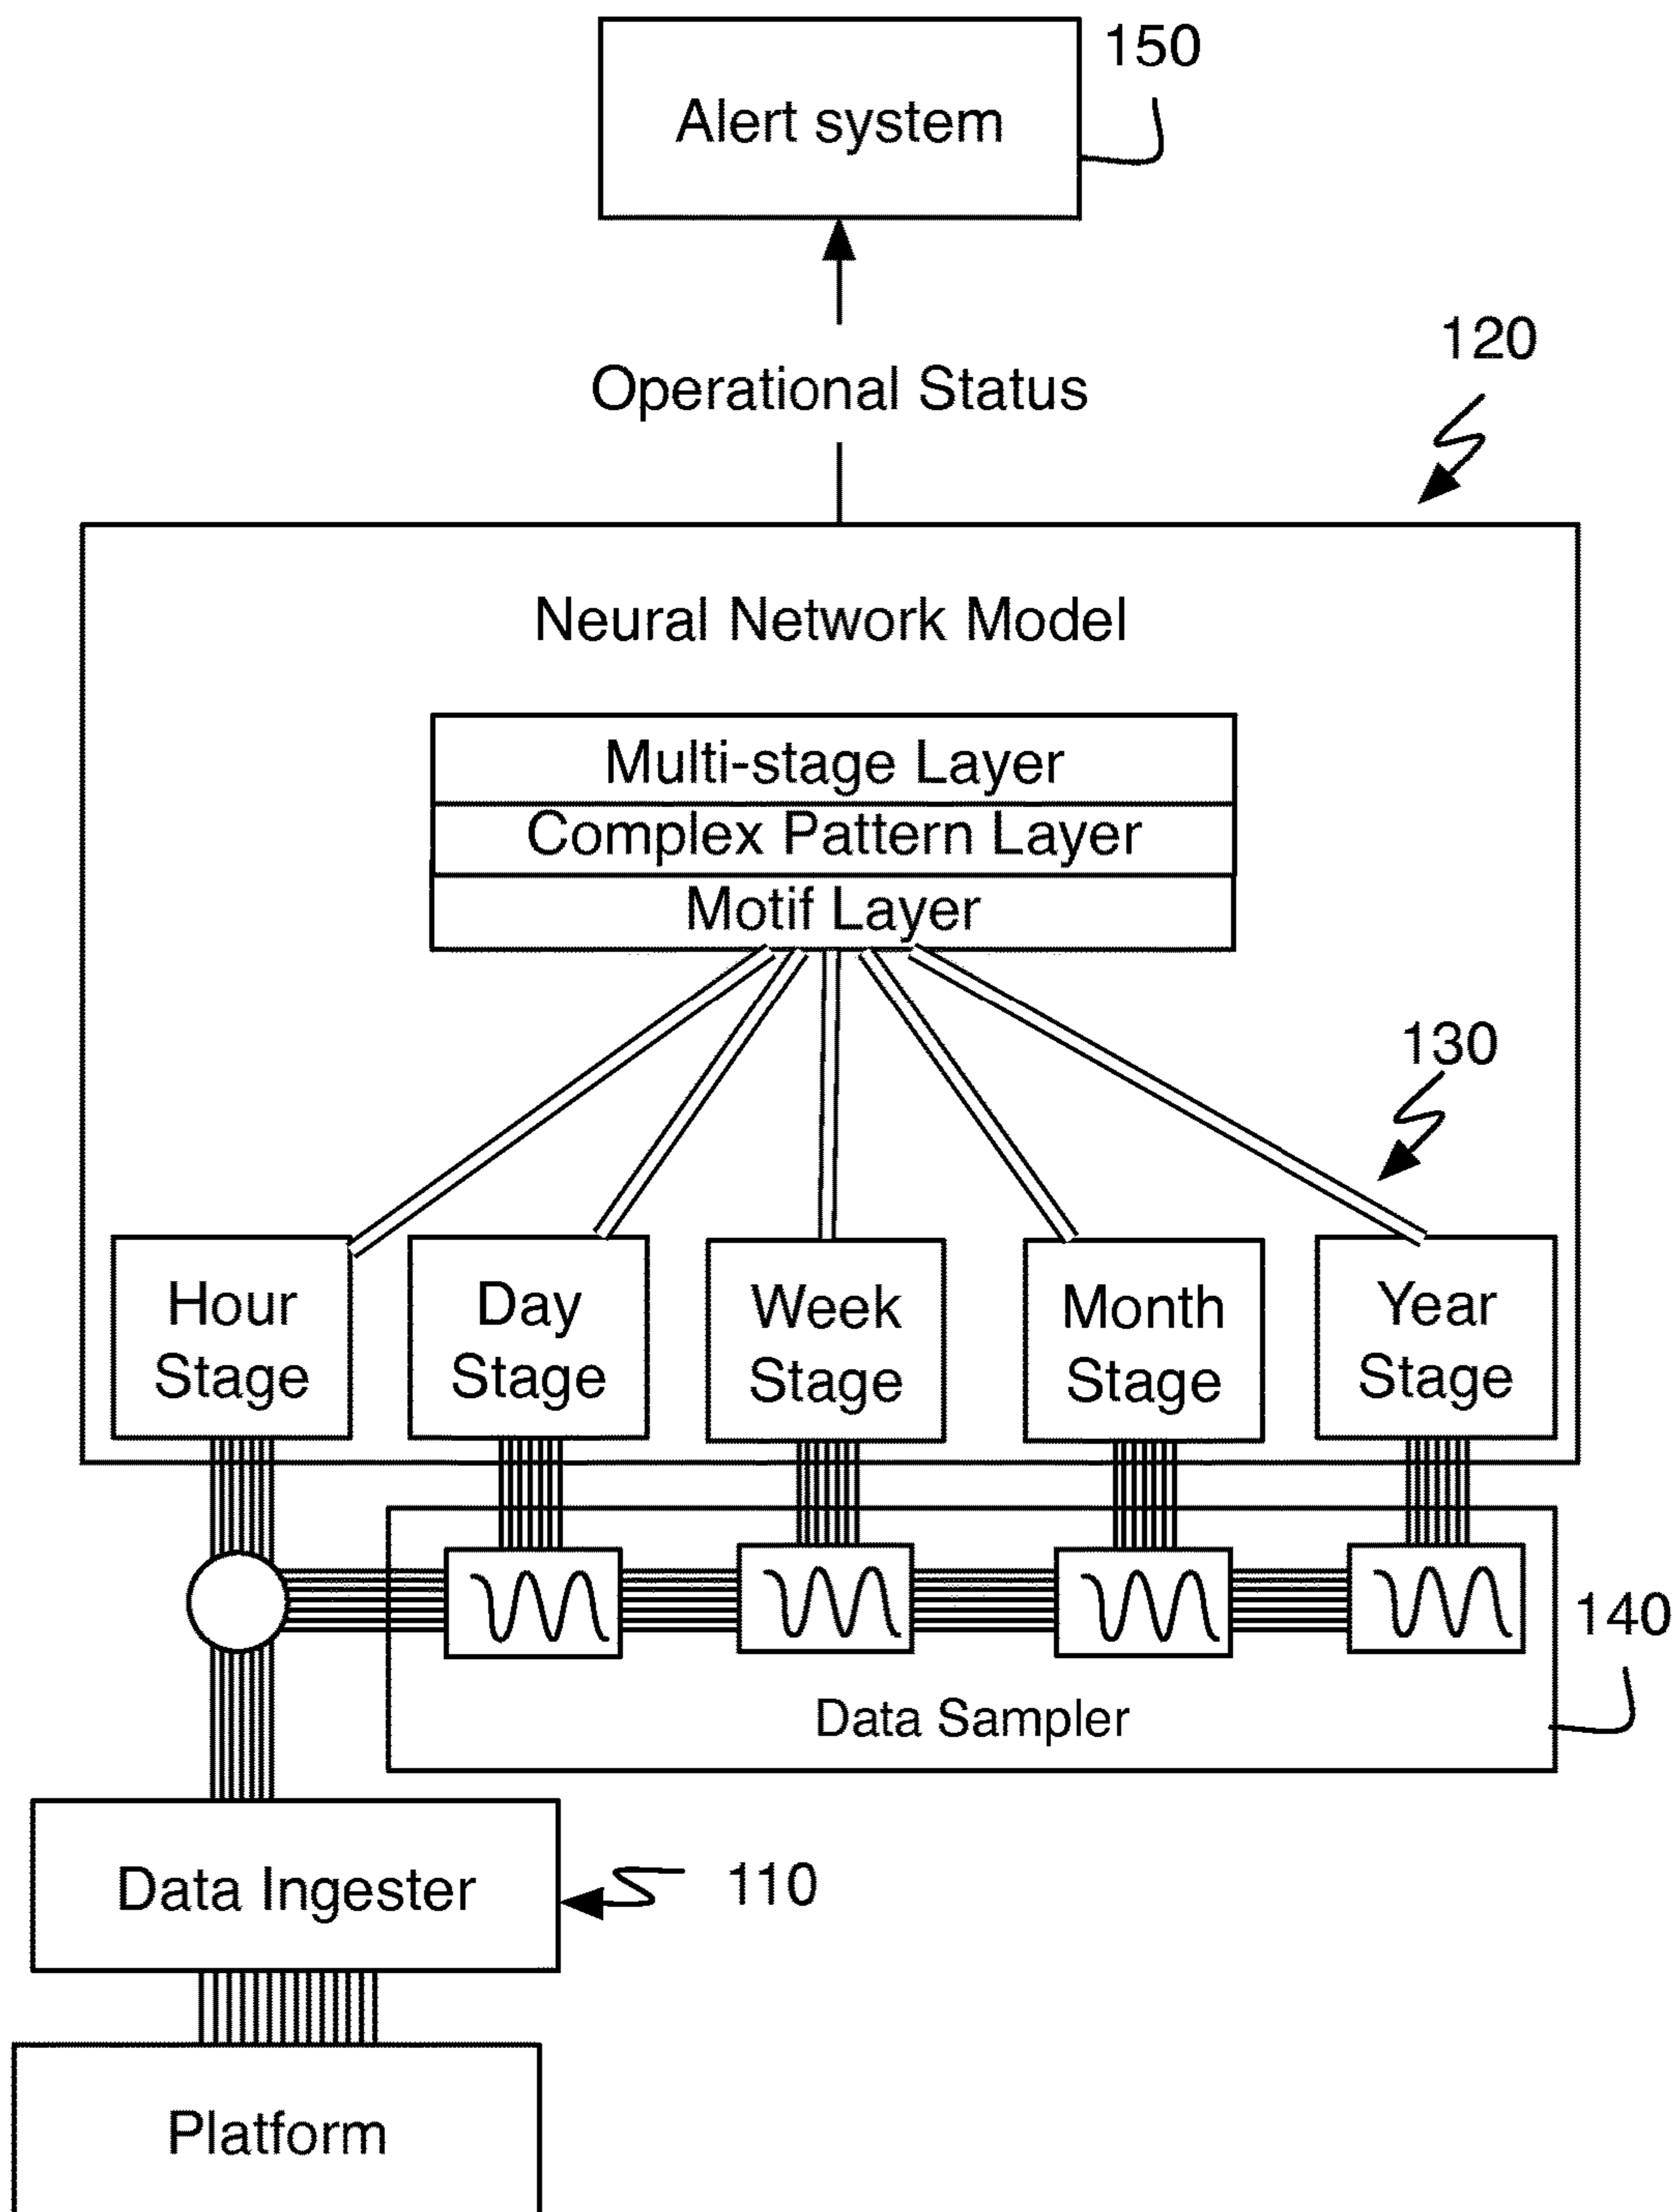 150
Alert system
120
Operational Status
Neural Network Model
Multi-stage Layer
Complex Pattern Layer
Motif Layer
130
Hour
Stage
Day
Stage
Week
Stage
Month
Stage
Year
Stage
140
Data Sampler
Data Ingester
110
Platform